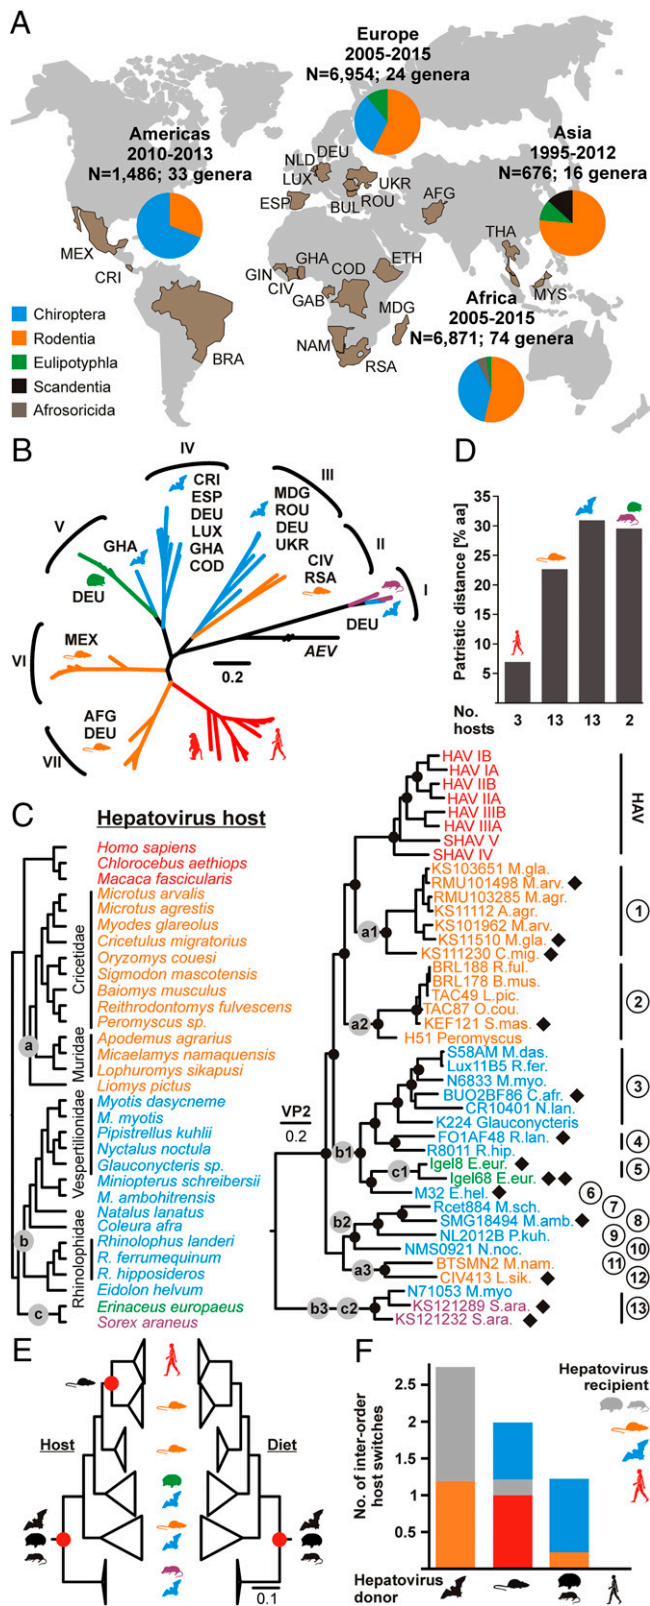 A
Europe
2005-2015
N=6,954; 24 genera
Americas
2010-2013
N=1,486; 33 genera
Asia
1995-2012
N=676; 16 genera
NLD
DEU
LUX
UKR
ESP
BUL
ROU
AFG
MEX
CRI
THA
GHA
COD
ETH
GIN
CIV
GAB
MYS
MDG
Africa
2005-2015
N=6,871; 74 genera
NAM
RSA
BRA
Chiroptera
Rodentia
Eulipotyphla
Scandentia
Afrosoricida
B
IV
CRI
ESP
DEU
LUX
GHA
COD
III
MDG
ROU
DEU
UKR
V
GHA
DEU
II
CIV
RSA
I
DEU
AEV
0.2
VI
MEX
AFG
DEU
VII
D
Patristic distance [% aa]
35
30
25
20
15
10
5
No.
hosts
3
13
13
2
C
Hepatovirus host
Homo sapiens
Chlorocebus aethiops
Macaca fascicularis
Microtus arvalis
Microtus agrestis
Myodes glareolus
Cricetulus migratorius
Oryzomys couesi
Sigmodon mascotensis
Baiomys musculus
Reithrodontomys fulvescens
Peromyscus sp.
Apodemus agrarius
Micaelamys namaquensis
Lophuromys sikapusi
Liomys pictus
Myotis dasycneme
M. myotis
Pipistrellus kuhlii
Nyctalus noctula
Glauconycteris sp.
Miniopterus schreibersii
M. ambohitrensis
Natalus lanatus
Coleura afra
Rhinolophus landeri
R. ferrumequinum
R. hipposideros
Eidolon helvum
Erinaceus europaeus
Sorex araneus
Cricetidae
Muridae
Vespertilionidae
Rhinolophidae
a
b
c
VP2
0.2
HAV IB
HAV IA
HAV IIB
HAV IIA
HAV IIIB
HAV IIIA
SHAV V
SHAV IV
HAV
KS103651 M.gla.
RMU101498 M.arv.
RMU103285 M.agr.
KS11112 A.agr.
KS101962 M.arv.
KS11510 M.gla.
KS111230 C.mig.
a1
1
BRL188 R.ful.
BRL178 B.mus.
TAC49 L.pic.
TAC87 O.cou.
KEF121 S.mas.
H51 Peromyscus
a2
2
S58AM M.das.
Lux11B5 R.fer.
N6833 M.myo.
BUO2BF86 C.afr.
CR10401 N.lan.
K224 Glauconycteris
3
FO1AF48 R.lan.
R8011 R.hip.
4
b1
c1
Igel8 E.eur.
Igel68 E.eur.
5
M32 E.hel.
6
Rcet884 M.sch.
7
SMG18494 M.amb.
8
b2
NL2012B P.kuh.
9
NMS0921 N.noc.
10
BTSMN2 M.nam.
11
a3
CIV413 L.sik.
12
N71053 M.myo
KS121289 S.ara.
KS121232 S.ara.
b3
c2
13
E
Host
Diet
0.1
F
No. of inter-order
host switches
2.5
2
1.5
1
0.5
Hepatovirus
recipient
Hepatovirus
donor